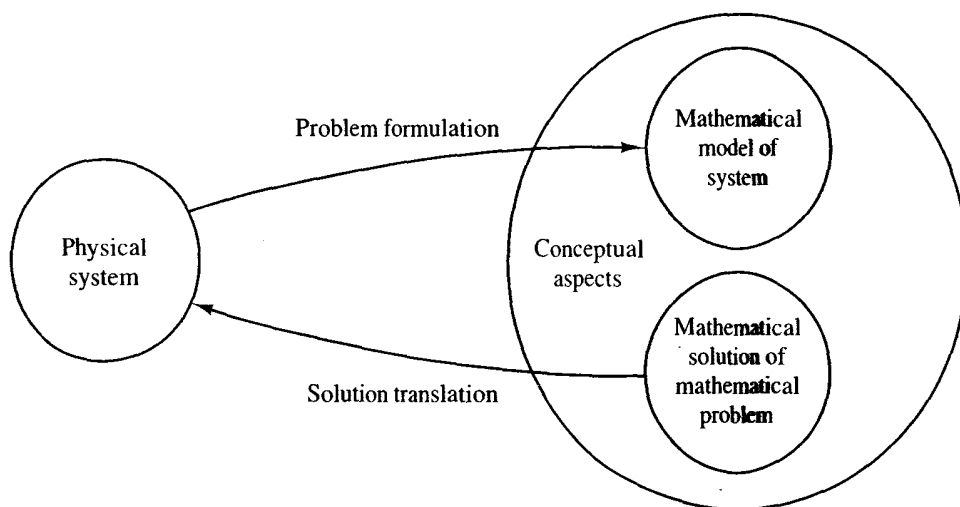 Problem formulation
Mathematical
model of
system
Physical
system
Conceptual
aspects
Mathematical
solution of
mathematical
problem
Solution translation